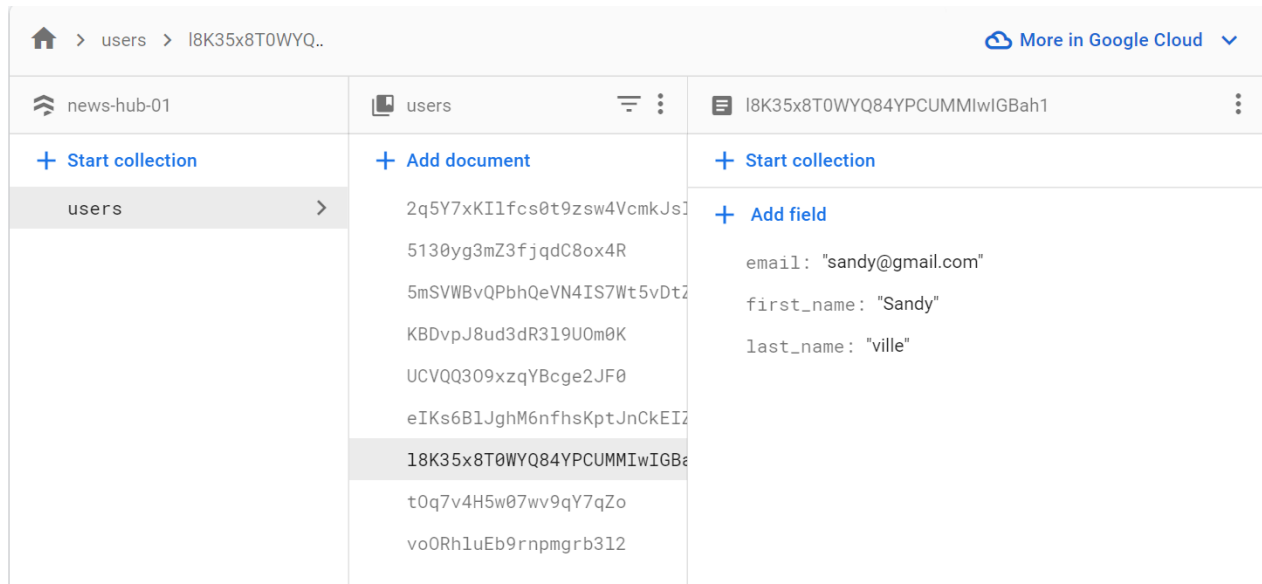 > users > l8K35x8T0WYQ..
More in Google Cloud
news-hub-01
+ Start collection
users
users
+ Add document
2q5Y7xKIlfcs0t9zsw4VcmkJsI
5130yg3mZ3fjqdC8ox4R
5mSVWBvQPbhQeVN4IS7Wt5vDtZ
KBDvpJ8ud3dR3l9UOm0K
UCVQQ3O9xzqYBcge2JF0
eIKs6BlJghM6nfhsKptJnCkEIZ
l8K35x8T0WYQ84YPCUMMIwIGBa
tOq7v4H5w07wv9qY7qZo
voORhluEb9rnpmgrb3l2
l8K35x8T0WYQ84YPCUMMIwIGBah1
+ Start collection
+ Add field
email: "sandy@gmail.com"
first_name: "Sandy"
last_name: "ville"